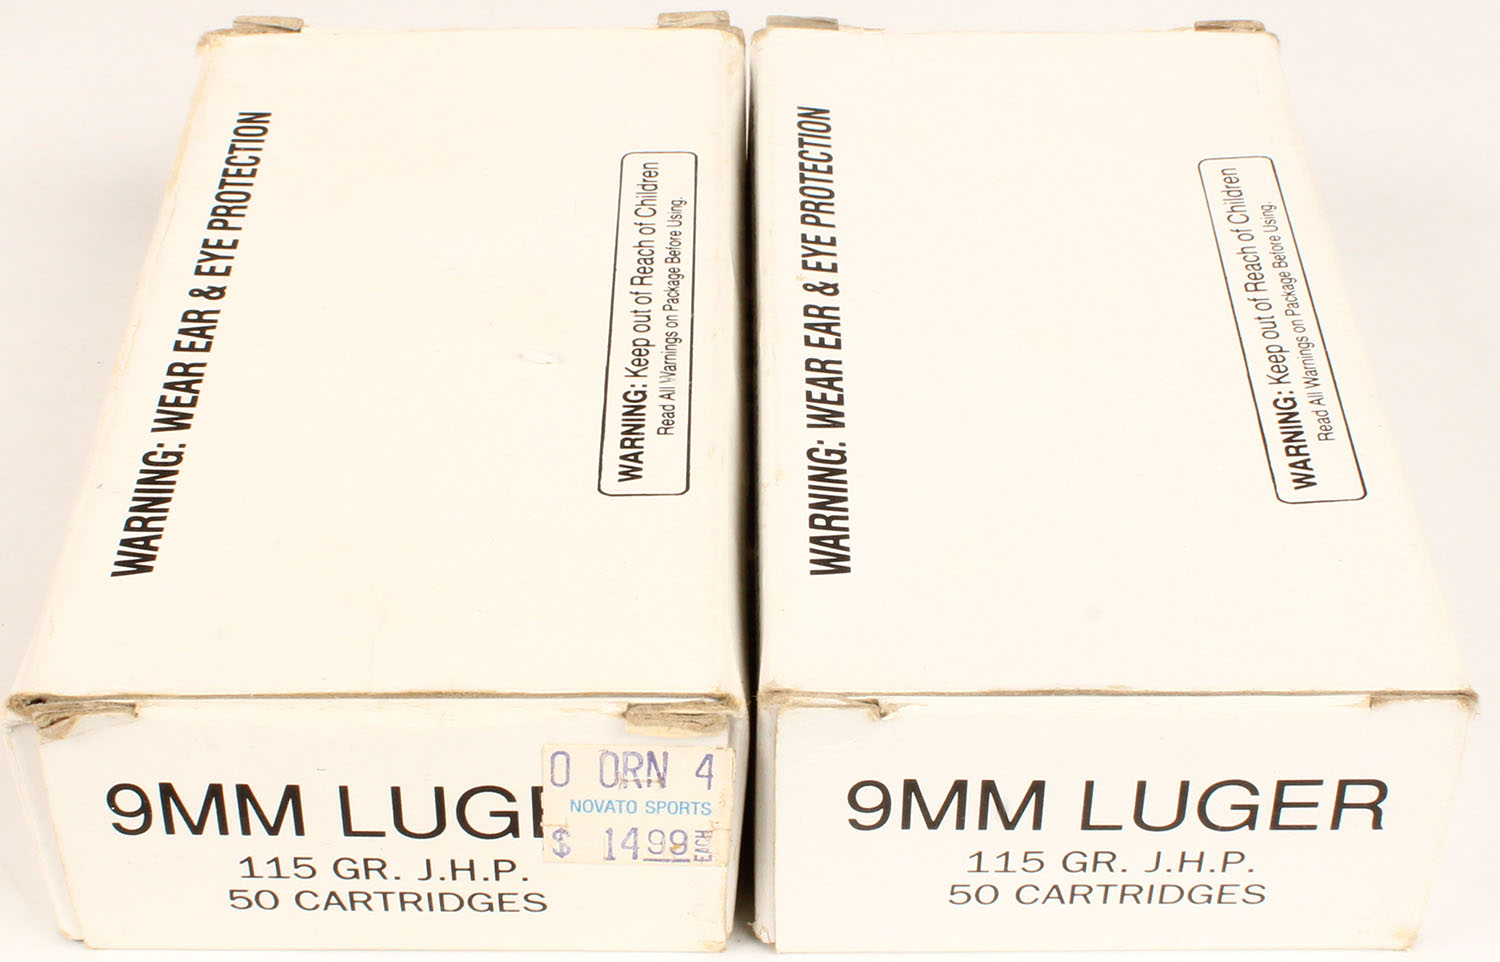 WARNING: WEAR EAR & EYE PROTECTION
WARNING: Keep out of Reach of Children
Read All Warnings on Package Before Using.
9MM LUGE
115 GR. J.H.P.
50 CARTRIDGES
0 ORN 4
NOVATO SPORTS
$ 14.99 EACH
WARNING: WEAR EAR & EYE PROTECTION
WARNING: Keep out of Reach of Children
Read All Warnings on Package Before Using.
9MM LUGER
115 GR. J.H.P.
50 CARTRIDGES